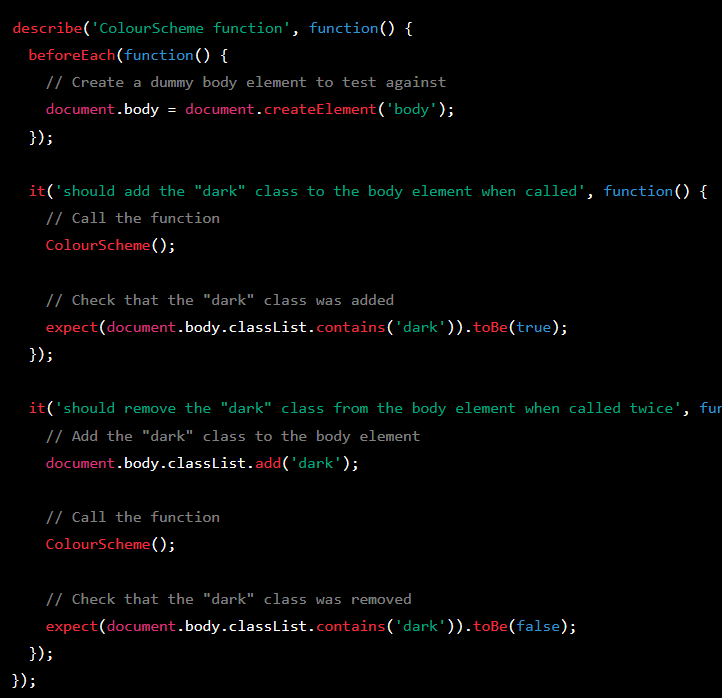 describe('ColourScheme function', function() {
  beforeEach(function() {
    // Create a dummy body element to test against
    document.body = document.createElement('body');
  });

  it('should add the "dark" class to the body element when called', function() {
    // Call the function
    ColourScheme();

    // Check that the "dark" class was added
    expect(document.body.classList.contains('dark')).toBe(true);
  });

  it('should remove the "dark" class from the body element when called twice', fun
    // Add the "dark" class to the body element
    document.body.classList.add('dark');

    // Call the function
    ColourScheme();

    // Check that the "dark" class was removed
    expect(document.body.classList.contains('dark')).toBe(false);
  });
});